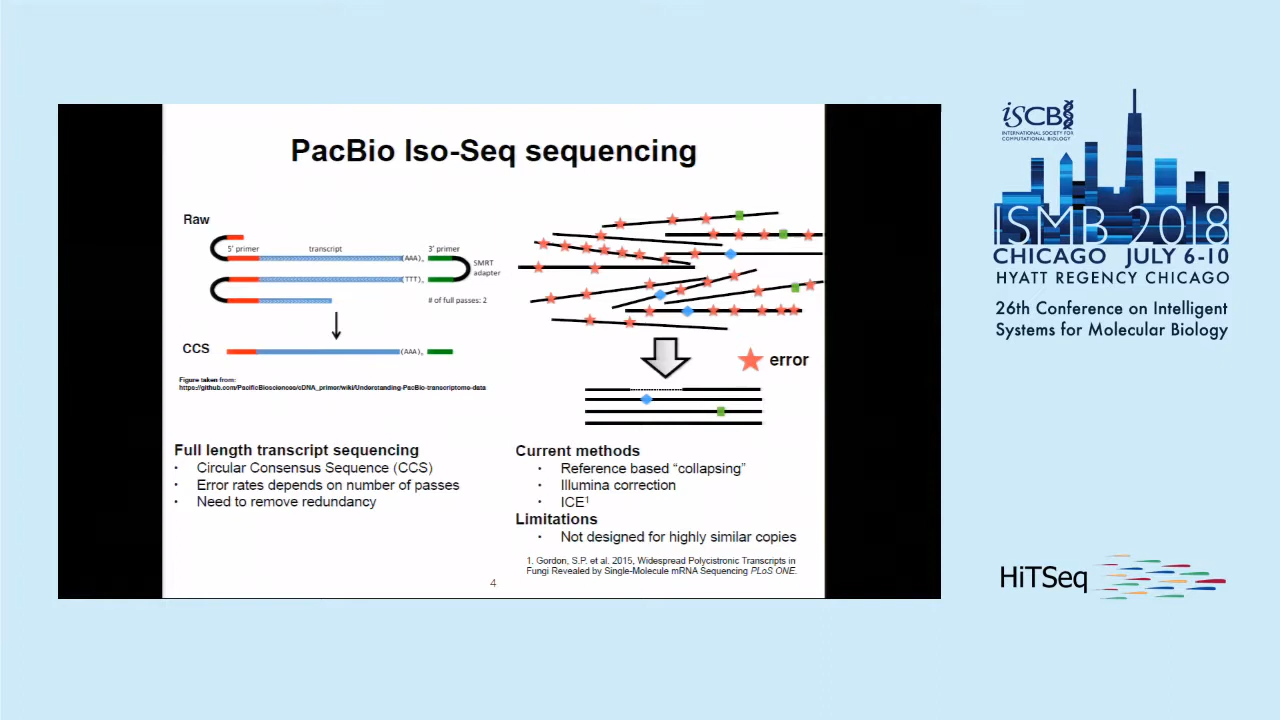 PacBio Iso-Seq sequencing
Raw
5' primer
transcript
3' primer
(AAA)n
SMRT
adapter
(TTT)n
# of full passes: 2
CCS
(AAA)n
Figure taken from:
https://github.com/PacificBiosciences/cDNA_primer/wiki/Understanding-PacBio-transcriptome-data
error
Full length transcript sequencing
· Circular Consensus Sequence (CCS)
· Error rates depends on number of passes
· Need to remove redundancy
Current methods
· Reference based “collapsing”
· Illumina correction
· ICE1
Limitations
· Not designed for highly similar copies
1. Gordon, S.P. et al. 2015, Widespread Polycistronic Transcripts in
Fungi Revealed by Single-Molecule mRNA Sequencing PLoS ONE.
4
iSCB
INTERNATIONAL SOCIETY FOR
COMPUTATIONAL BIOLOGY
ISMB 2018
CHICAGO JULY 6-10
HYATT REGENCY CHICAGO
26th Conference on Intelligent
Systems for Molecular Biology
HiTSeq